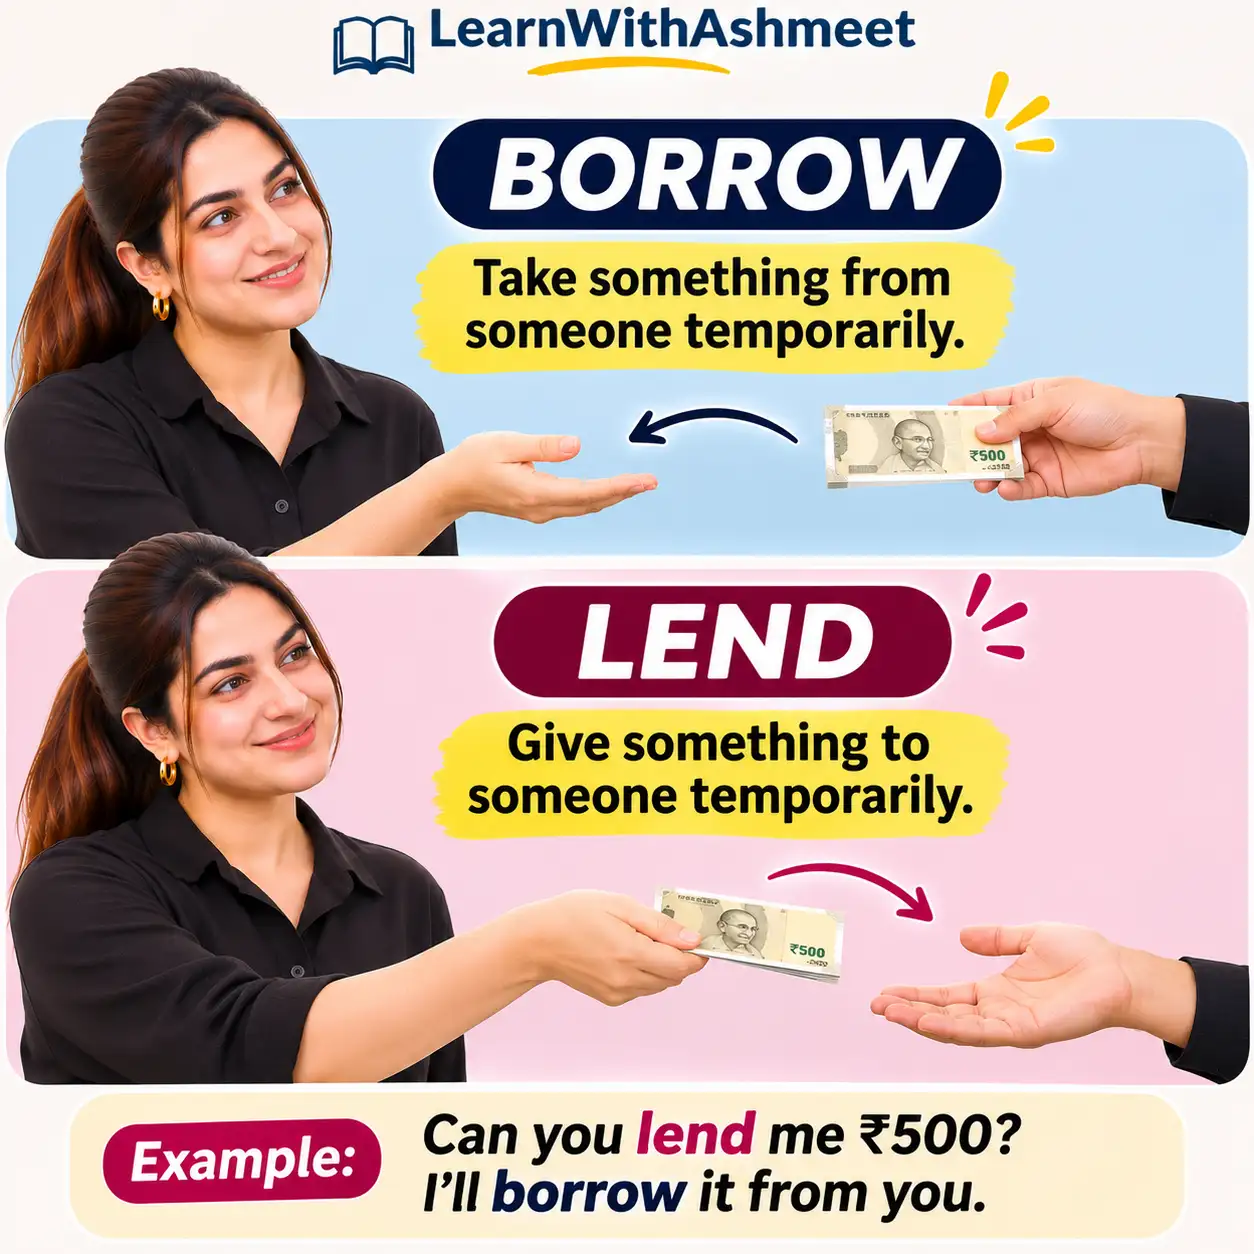 LearnWithAshmeet
BORROW
Take something from
someone temporarily.
₹500
LEND
Give something to
someone temporarily.
₹500
Example:
Can you lend me ₹500?
I'll borrow it from you.